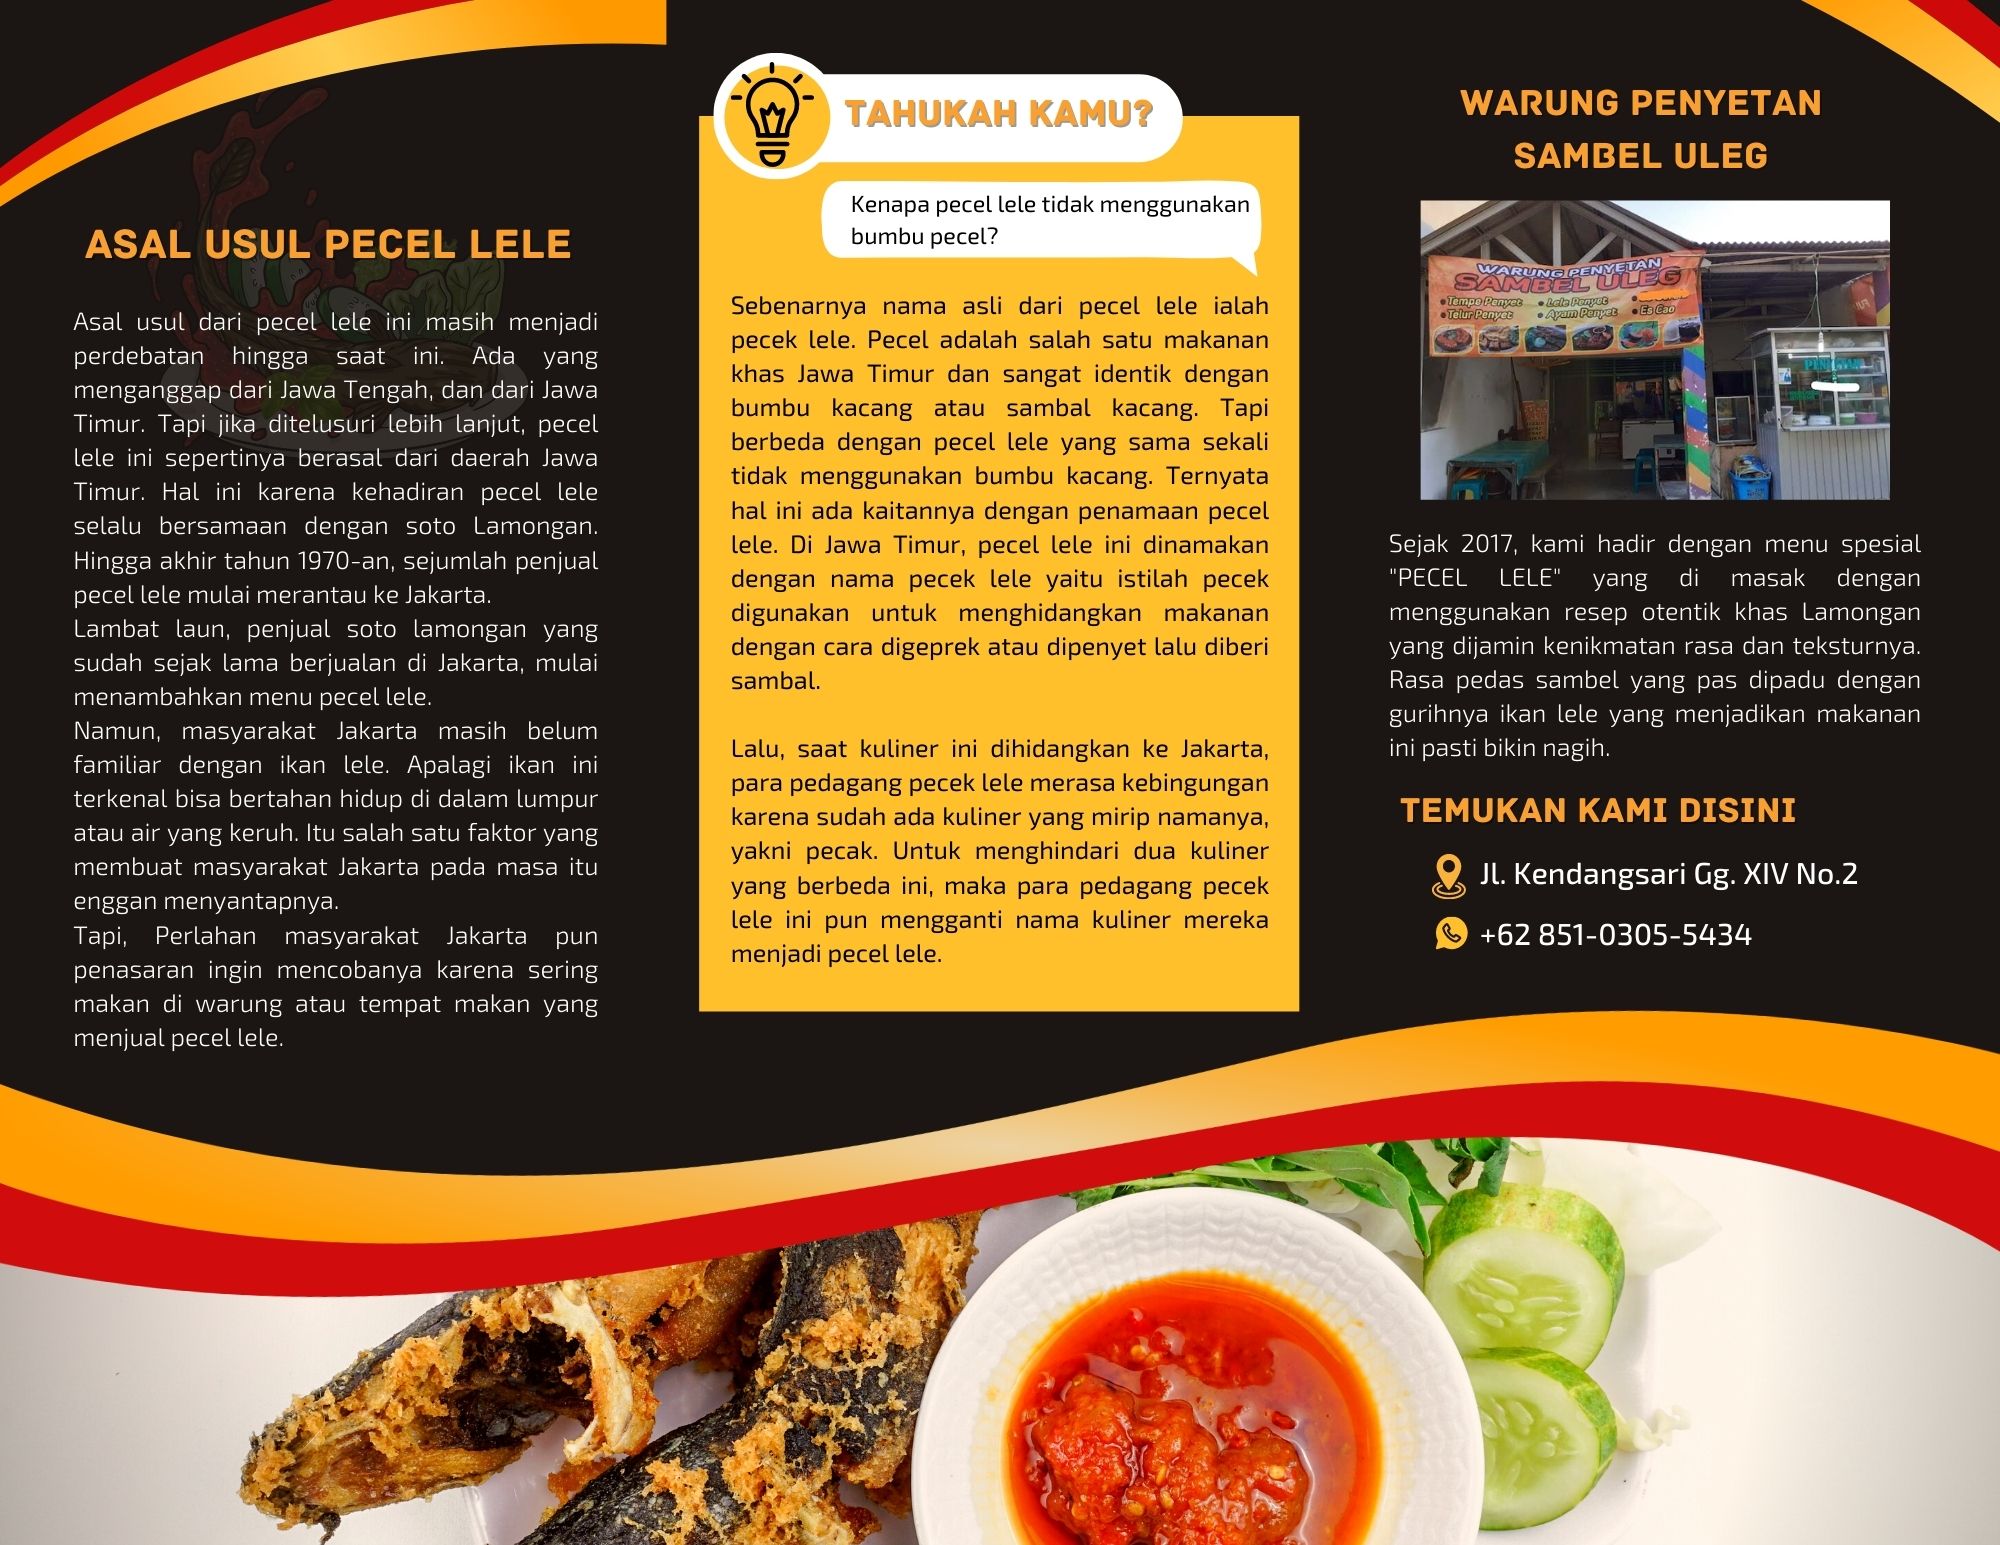 ASAL USUL PECEL LELE
Asal usul dari pecel lele ini masih menjadi
perdebatan hingga saat ini. Ada yang
menganggap dari Jawa Tengah, dan dari Jawa
Timur. Tapi jika ditelusuri lebih lanjut, pecel
lele ini sepertinya berasal dari daerah Jawa
Timur. Hal ini karena kehadiran pecel lele
selalu bersamaan dengan soto Lamongan.
Hingga akhir tahun 1970-an, sejumlah penjual
pecel lele mulai merantau ke Jakarta.
Lambat laun, penjual soto lamongan yang
sudah sejak lama berjualan di Jakarta, mulai
menambahkan menu pecel lele.
Namun, masyarakat Jakarta masih belum
familiar dengan ikan lele. Apalagi ikan ini
terkenal bisa bertahan hidup di dalam lumpur
atau air yang keruh. Itu salah satu faktor yang
membuat masyarakat Jakarta pada masa itu
enggan menyantapnya.
Tapi, Perlahan masyarakat Jakarta pun
penasaran ingin mencobanya karena sering
makan di warung atau tempat makan yang
menjual pecel lele.
TAHUKAH KAMU?
Kenapa pecel lele tidak menggunakan
bumbu pecel?
Sebenarnya nama asli dari pecel lele ialah
pecek lele. Pecel adalah salah satu makanan
khas Jawa Timur dan sangat identik dengan
bumbu kacang atau sambal kacang. Tapi
berbeda dengan pecel lele yang sama sekali
tidak menggunakan bumbu kacang. Ternyata
hal ini ada kaitannya dengan penamaan pecel
lele. Di Jawa Timur, pecel lele ini dinamakan
dengan nama pecek lele yaitu istilah pecek
digunakan untuk menghidangkan makanan
dengan cara digeprek atau dipenyet lalu diberi
sambal.
Lalu, saat kuliner ini dihidangkan ke Jakarta,
para pedagang pecek lele merasa kebingungan
karena sudah ada kuliner yang mirip namanya,
yakni pecak. Untuk menghindari dua kuliner
yang berbeda ini, maka para pedagang pecek
lele ini pun mengganti nama kuliner mereka
menjadi pecel lele.
WARUNG PENYETAN
SAMBEL ULEG
WARUNG PENYETAN
SAMBEL ULEG
• Tempe Penyet • Lele Penyet
• Telur Penyet • Ayam Penyet • Es Cao
Sejak 2017, kami hadir dengan menu spesial
"PECEL LELE" yang di masak dengan
menggunakan resep otentik khas Lamongan
yang dijamin kenikmatan rasa dan teksturnya.
Rasa pedas sambel yang pas dipadu dengan
gurihnya ikan lele yang menjadikan makanan
ini pasti bikin nagih.
TEMUKAN KAMI DISINI
Jl. Kendangsari Gg. XIV No.2
+62 851-0305-5434